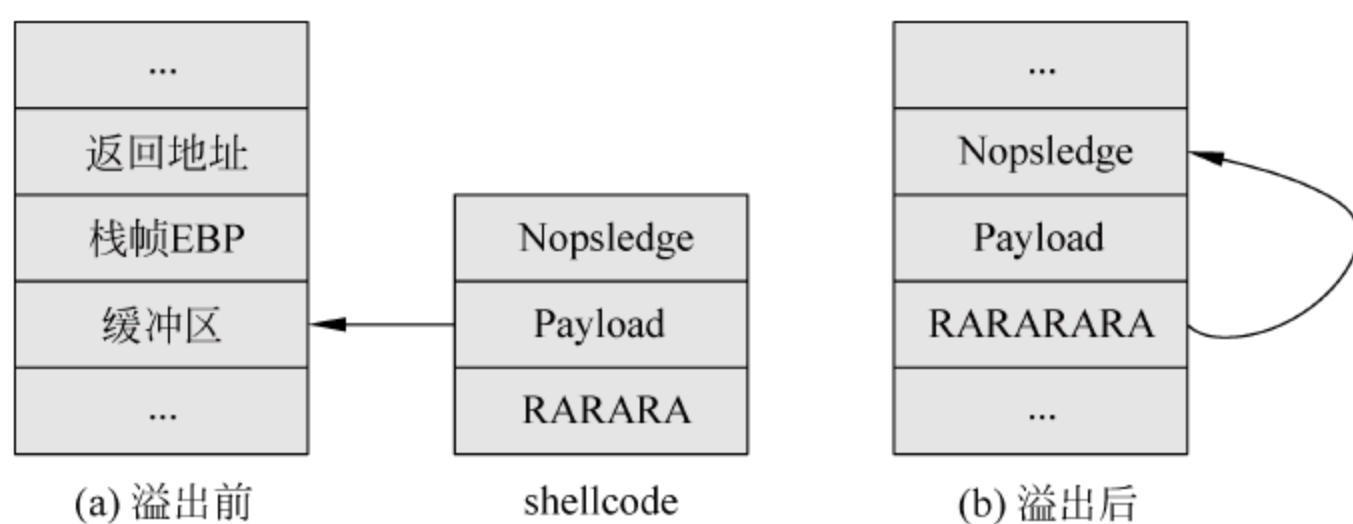 ...
返回地址
栈帧EBP
缓冲区
...
(a) 溢出前
Nopsledge
Payload
RARARA
shellcode
...
Nopsledge
Payload
RARARARA
...
(b) 溢出后